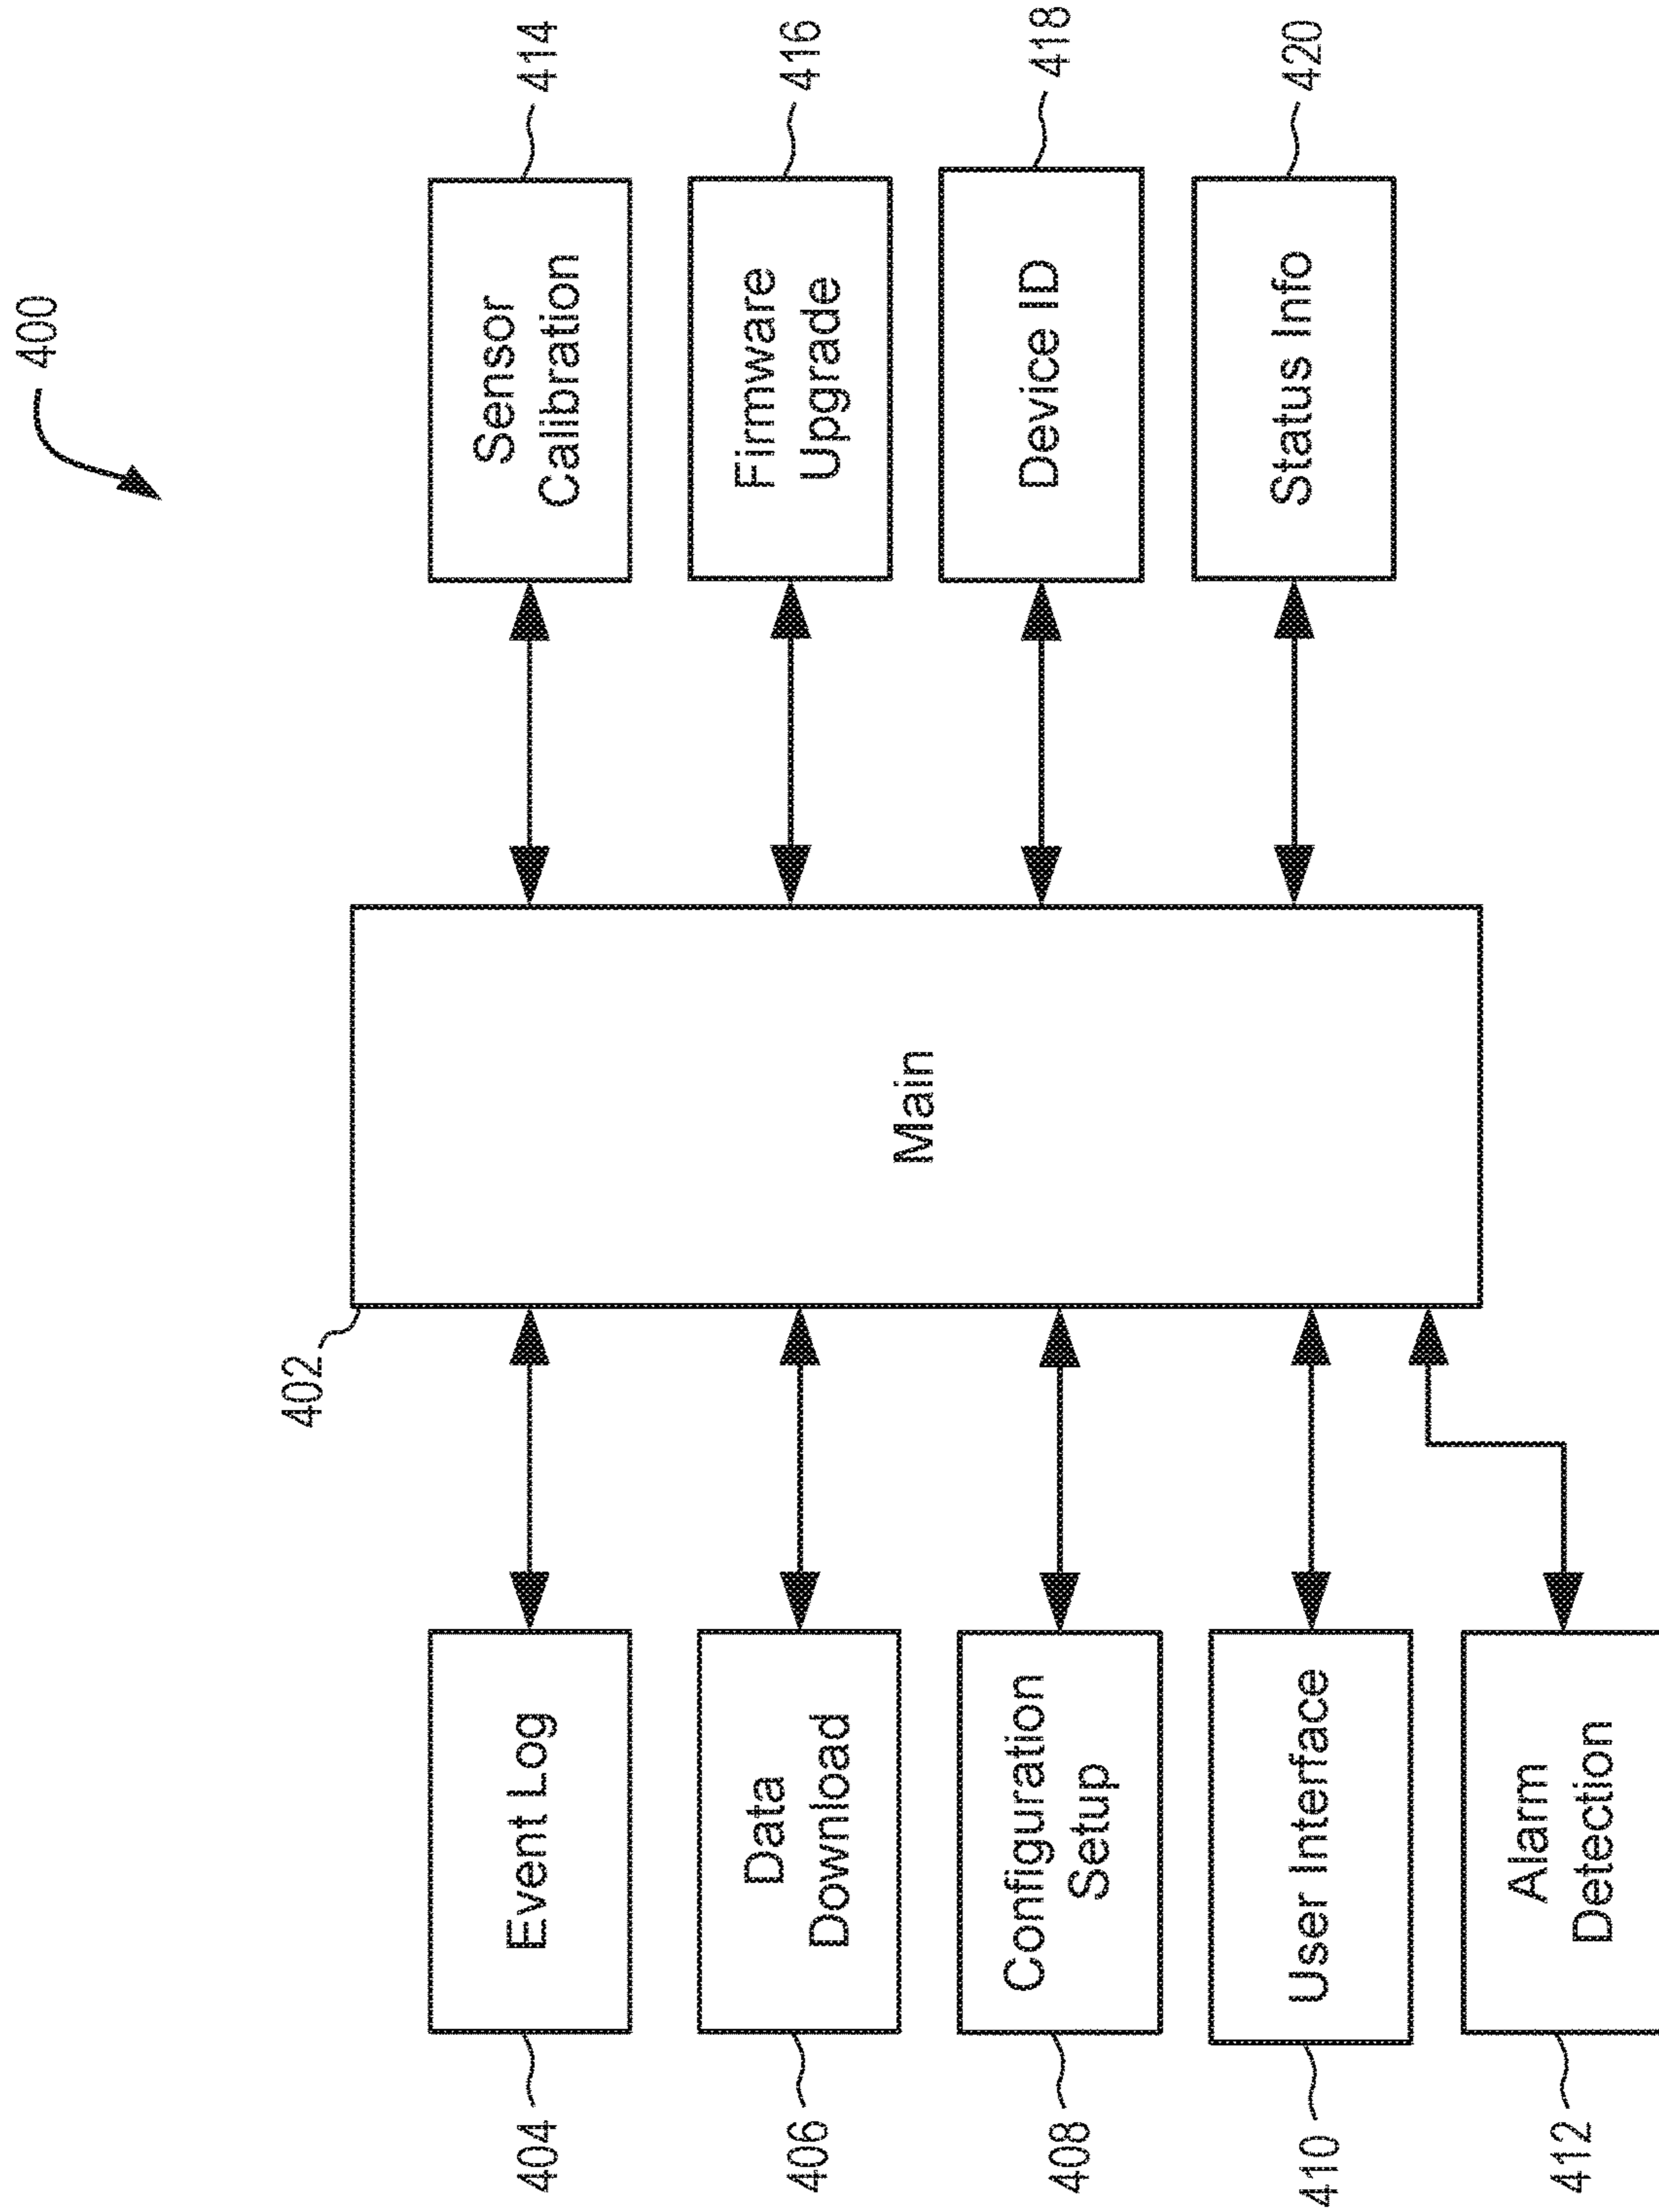 400
402
Main
404
Event Log
406
Data
Download
408
Configuration
Setup
410
User Interface
412
Alarm
Detection
Sensor
Calibration
414
Firmware
Upgrade
416
Device ID
418
Status Info
420